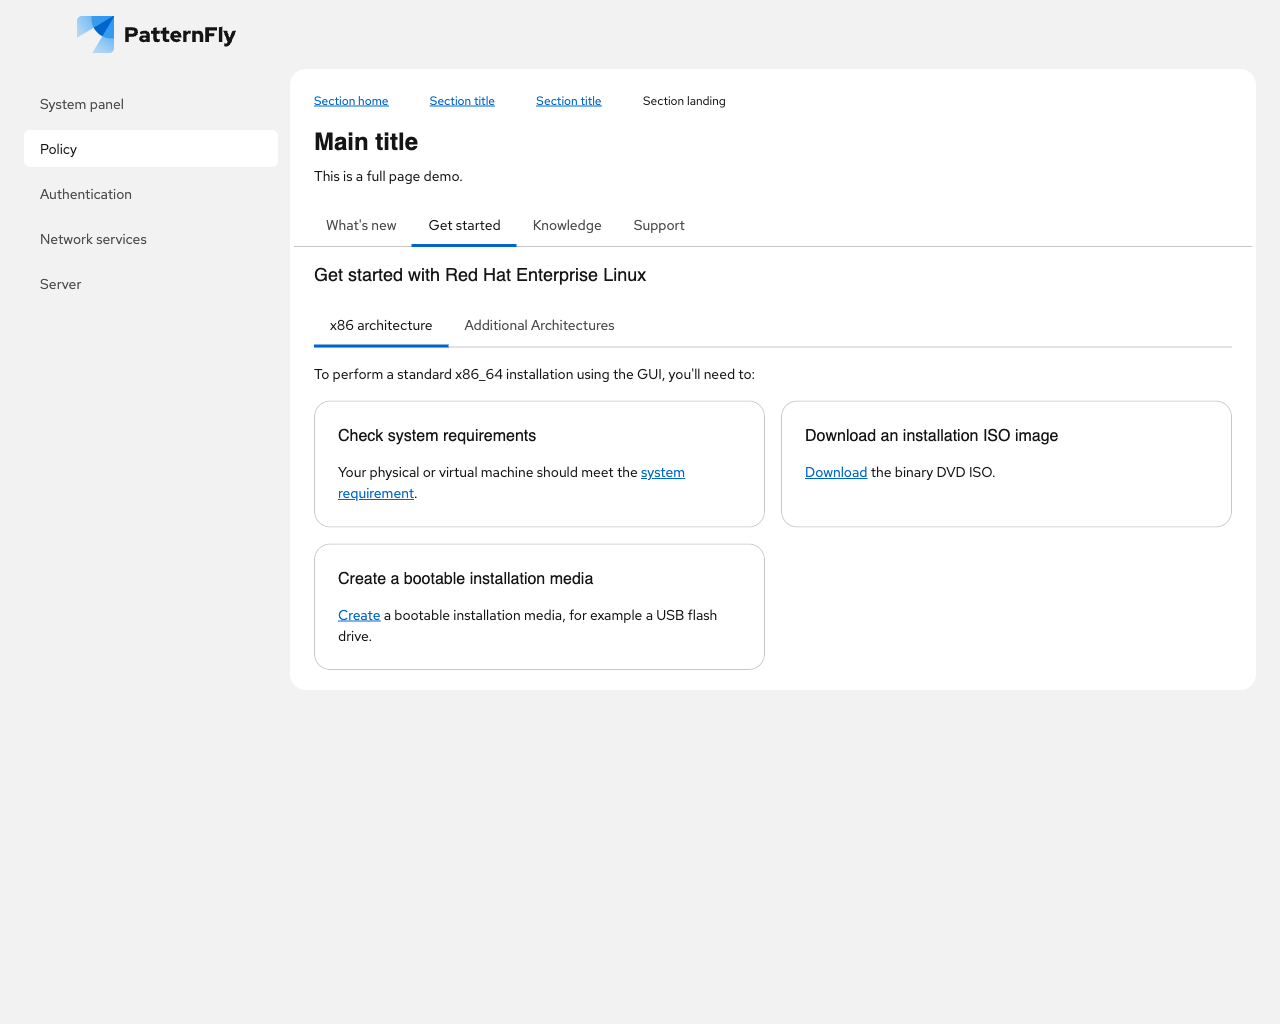 PatternFly
System panel
Policy
Authentication
Network services
Server
Section home
Section title
Section title
Section landing
Main title
This is a full page demo.
What's new
Get started
Knowledge
Support
Get started with Red Hat Enterprise Linux
x86 architecture
Additional Architectures
To perform a standard x86_64 installation using the GUI, you'll need to:
Check system requirements
Your physical or virtual machine should meet the system
requirement.
Download an installation ISO image
Download the binary DVD ISO.
Create a bootable installation media
Create a bootable installation media, for example a USB flash
drive.